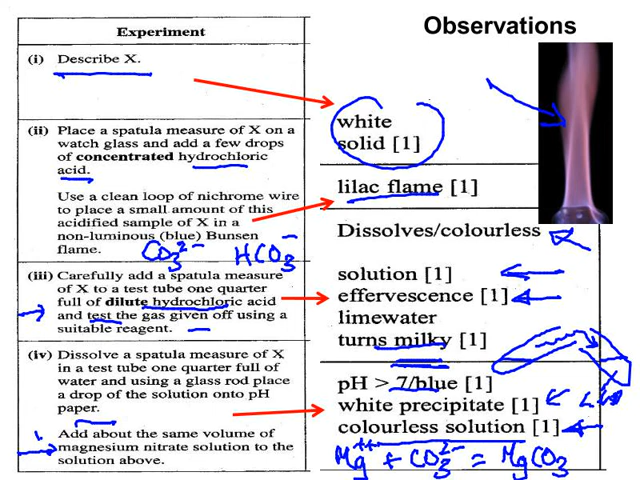 Observations
Experiment
(i) Describe X.
white
solid [1]
(ii) Place a spatula measure of X on a
watch glass and add a few drops
of concentrated hydrochloric
acid.
Use a clean loop of nichrome wire
to place a small amount of this
acidified sample of X in a
non-luminous (blue) Bunsen
flame.
lilac flame [1]
CO3 2- HCO3 -
(iii) Carefully add a spatula measure
of X to a test tube one quarter
full of dilute hydrochloric acid
and test the gas given off using a
suitable reagent.
Dissolves/colourless
solution [1]
effervescence [1]
limewater
turns milky [1]
(iv) Dissolve a spatula measure of X
in a test tube one quarter full of
water and using a glass rod place
a drop of the solution onto pH
paper.
Add about the same volume of
magnesium nitrate solution to the
solution above.
pH > 7/blue [1]
white precipitate [1]
colourless solution [1]
Mg++ + CO3 2- = MgCO3